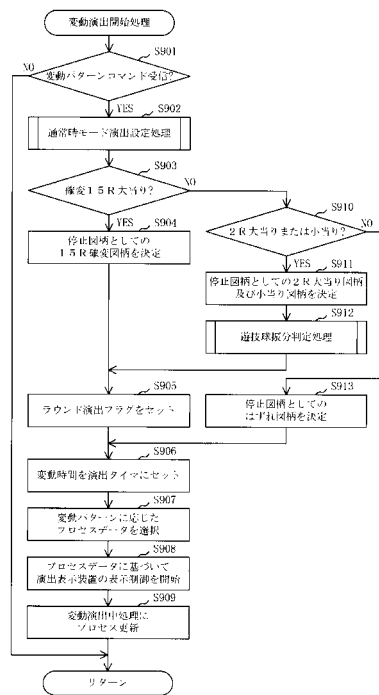 変動演出開始処理
S901
変動パターンコマンド受信?
NO
YES
S902
通常時モード演出設定処理
S903
確変15R大当り?
NO
YES
S904
停止図柄としての
15R確変図柄を決定
S910
2R大当りまたは小当り?
NO
YES
S911
停止図柄としての2R大当り図柄
及び小当り図柄を決定
S912
遊技球振分判定処理
S905
ラウンド演出フラグをセット
S913
停止図柄としての
はずれ図柄を決定
S906
変動時間を演出タイマにセット
S907
変動パターンに応じた
プロセスデータを選択
S908
プロセスデータに基づいて
演出表示装置の表示制御を開始
S909
変動演出中処理に
プロセス更新
リターン